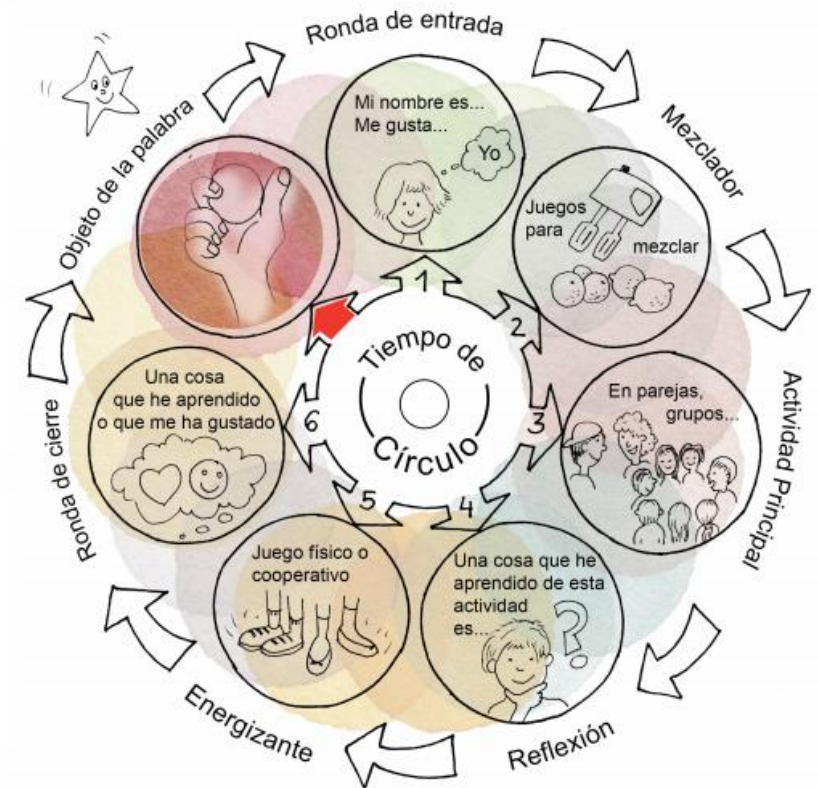 Ronda de entrada
Mi nombre es...
Me gusta...
Yo
Mezclador
Juegos
para
mezclar
Actividad Principal
En parejas,
grupos...
Reflexión
Una cosa que he
aprendido de esta
actividad
es...
?
Energizante
Juego físico o
cooperativo
Ronda de cierre
Una cosa
que he aprendido
o que me ha gustado
Objeto de la palabra
1
2
3
4
5
6
Tiempo de
Círculo